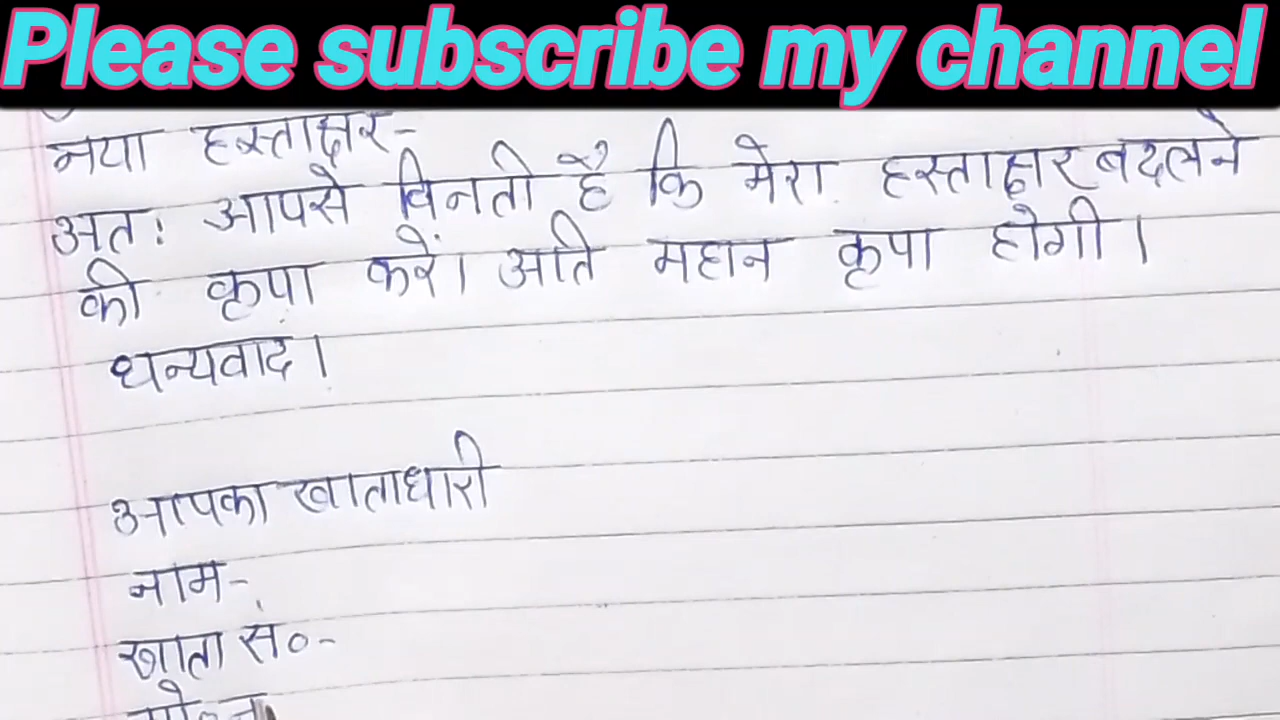 Please subscribe my channel
नया हस्ताक्षर-
अतः आपसे विनती है कि मेरा हस्ताक्षर बदलने
की कृपा करें। अति महान कृपा होगी।
धन्यवाद।
आपका खाताधारी
नाम-
खाता सं०-